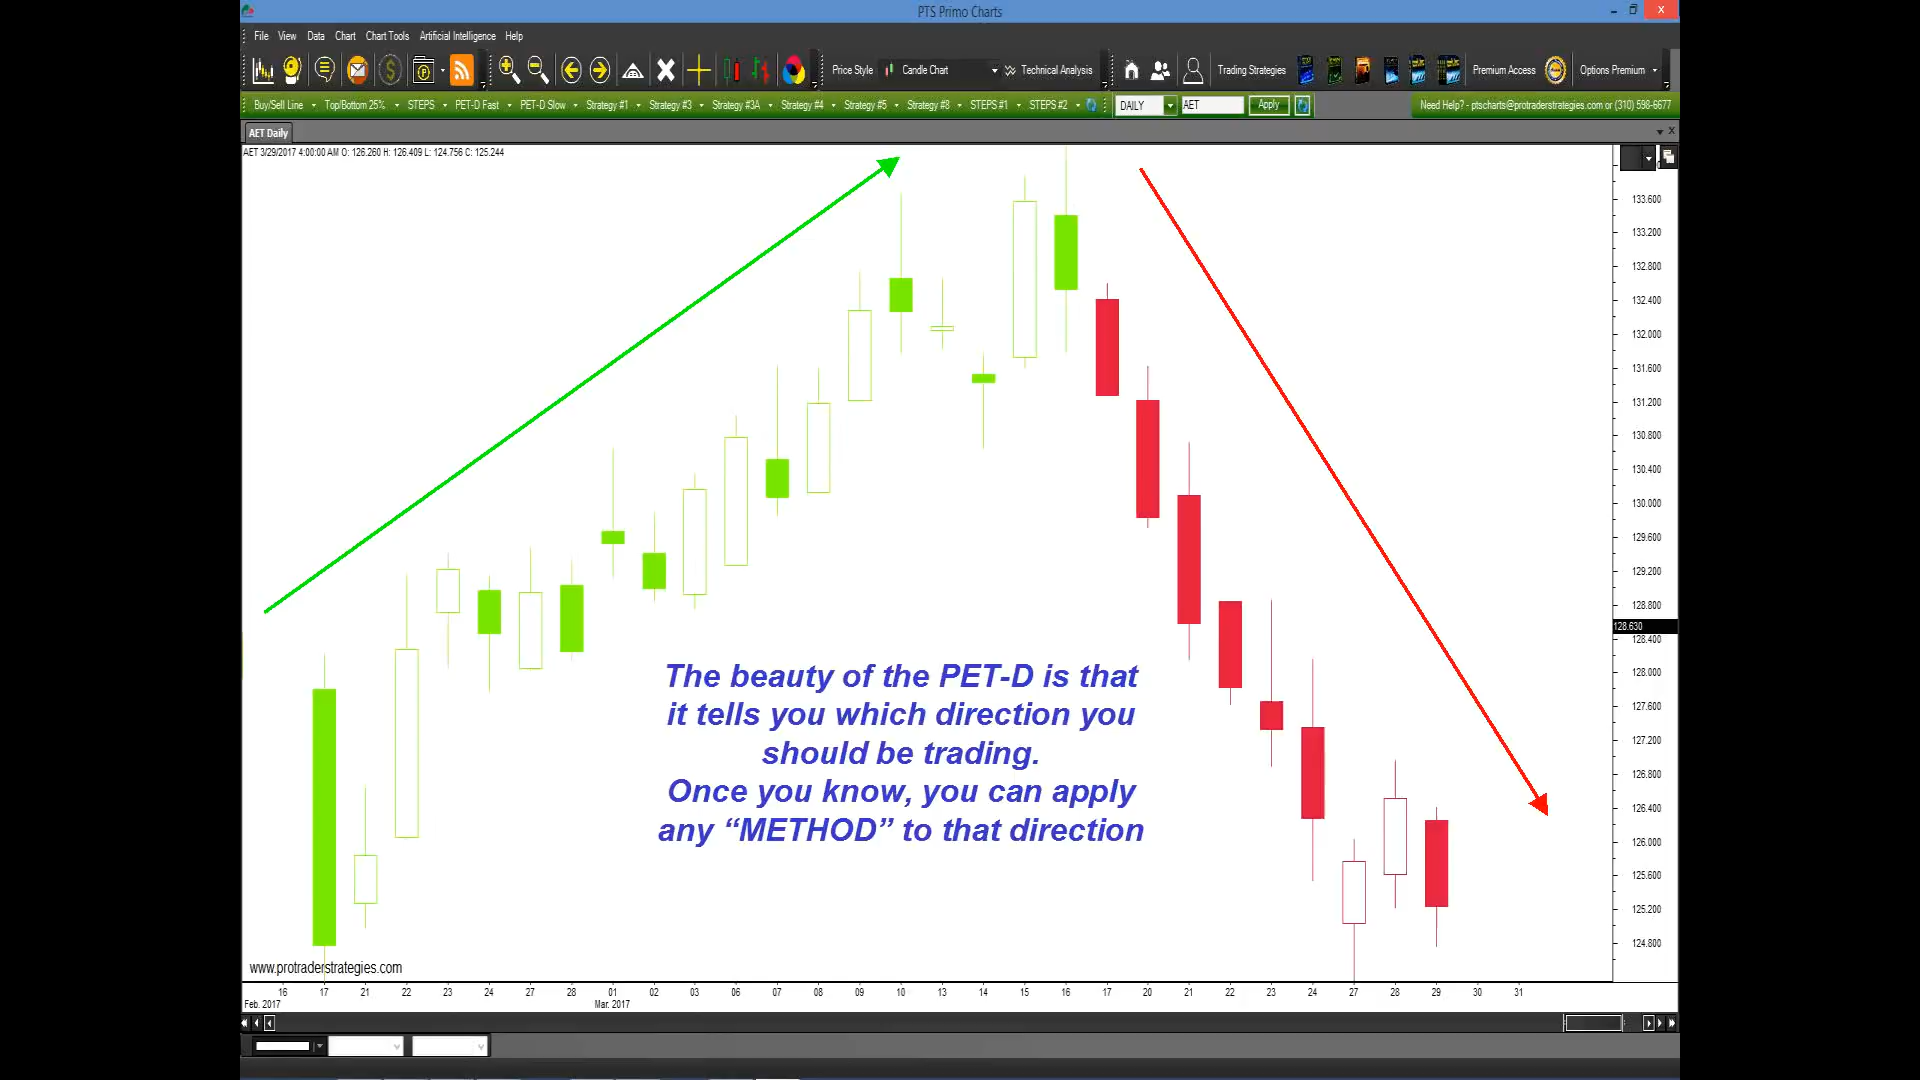 PTS Primo Charts
File View Data Chart Chart Tools Artificial Intelligence Help
Price Style Candle Chart Technical Analysis Trading Strategies Premium Access Options Premium
Buy/Sell Line Top/Bottom 25% STEPS PET-D Fast PET-D Slow Strategy #1 Strategy #3 Strategy #3A Strategy #4 Strategy #5 Strategy #8 STEPS #1 STEPS #2 DAILY AET Apply Need Help? - ptscharts@protraderstrategies.com or (310) 598-6677
AET Daily
AET 3/29/2017 4:00:00 AM O: 126.260 H: 126.409 L: 124.756 C: 125.244
133.600
133.200
132.800
132.400
132.000
131.600
131.200
130.800
130.400
130.000
129.600
129.200
128.800
128.630
128.400
128.000
127.600
127.200
126.800
126.400
126.000
125.600
125.200
124.800
The beauty of the PET-D is that
it tells you which direction you
should be trading.
Once you know, you can apply
any “METHOD” to that direction
www.protraderstrategies.com
16 17 21 22 23 24 27 28 01 02 03 06 07 08 09 10 13 14 15 16 17 20 21 22 23 24 27 28 29 30 31
Feb. 2017 Mar. 2017